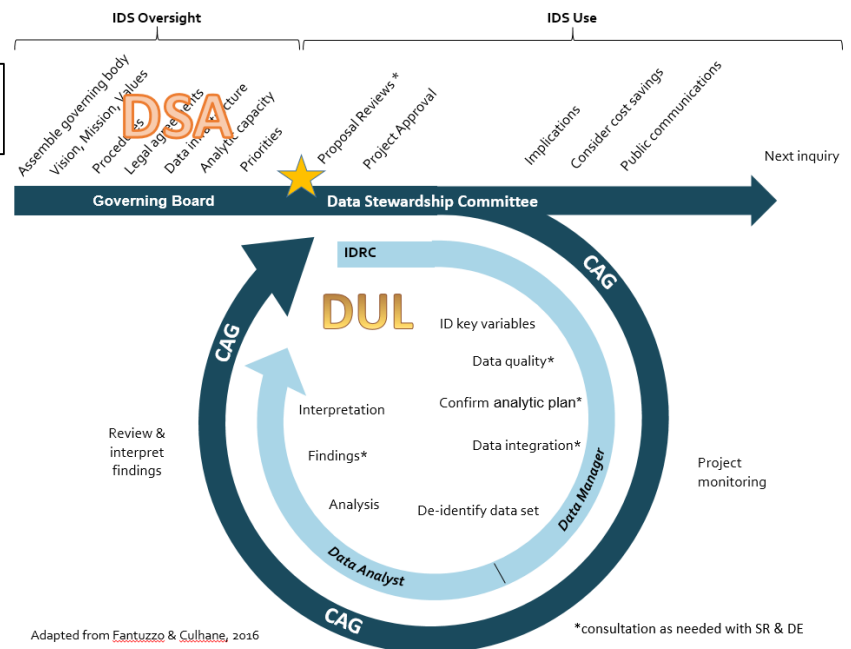 IDS Oversight
IDS Use
Assemble governing body
Vision, Mission, Values
Procedures
Legal agreements
Data infrastructure
Analytic capacity
Priorities
DSA
Proposal Reviews *
Project Approval
Implications
Consider cost savings
Public communications
Next inquiry
Governing Board
Data Stewardship Committee
IDRC
CAG
DUL
ID key variables
CAG
Data quality*
Interpretation
Confirm analytic plan*
Review &
interpret
findings
Findings*
Data integration*
Project
monitoring
Analysis
De-identify data set
Data Manager
Data Analyst
CAG
Adapted from Fantuzzo & Culhane, 2016
*consultation as needed with SR & DE